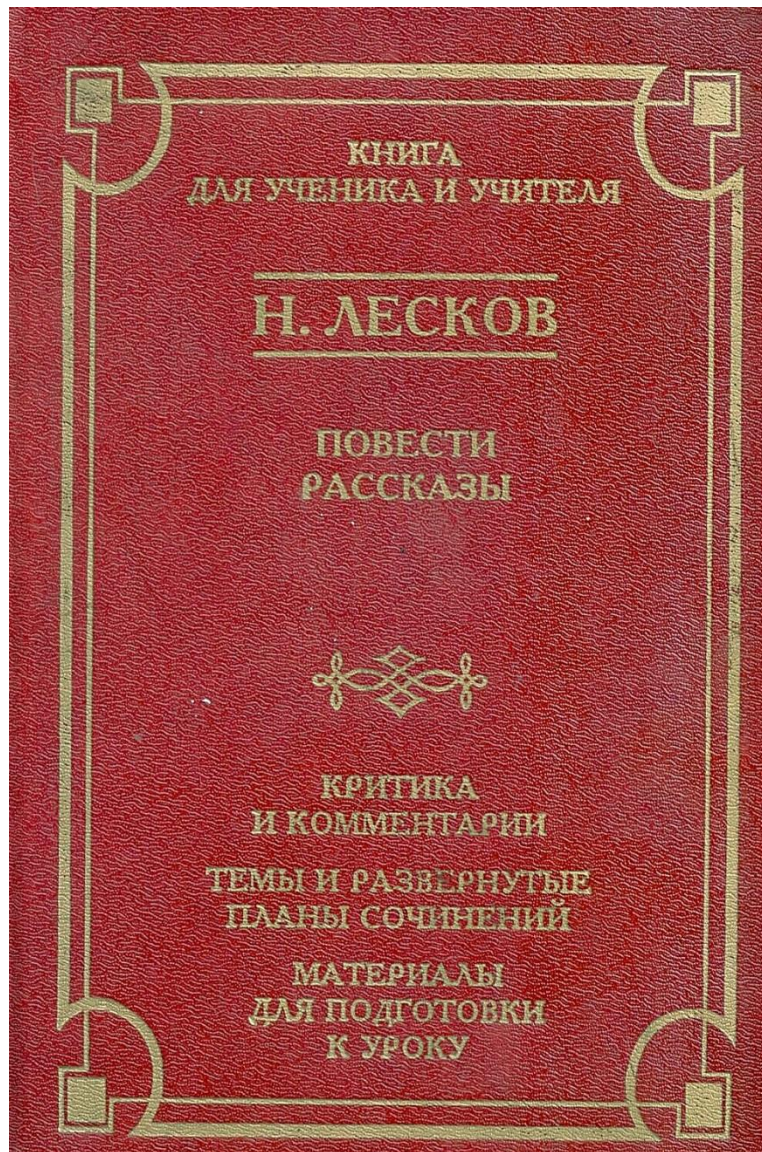 КНИГА
ДЛЯ УЧЕНИКА И УЧИТЕЛЯ
Н. ЛЕСКОВ
ПОВЕСТИ
РАССКАЗЫ
КРИТИКА
И КОММЕНТАРИИ
ТЕМЫ И РАЗВЕРНУТЫЕ
ПЛАНЫ СОЧИНЕНИЙ
МАТЕРИАЛЫ
ДЛЯ ПОДГОТОВКИ
К УРОКУ